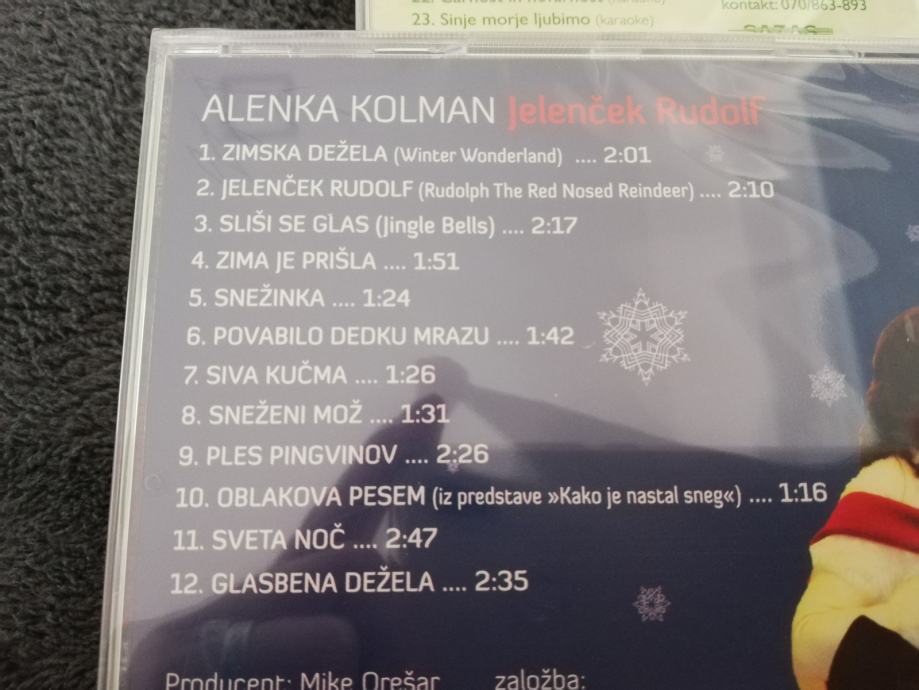 23. Sinje morje ljubimo (karaoke)
kontakt: 070/863-893
SAZAS
ALENKA KOLMAN Jelenček Rudolf
1. ZIMSKA DEŽELA (Winter Wonderland) .... 2:01
2. JELENČEK RUDOLF (Rudolph The Red Nosed Reindeer) .... 2:10
3. SLIŠI SE GLAS (Jingle Bells) .... 2:17
4. ZIMA JE PRIŠLA .... 1:51
5. SNEŽINKA .... 1:24
6. POVABILO DEDKU MRAZU .... 1:42
7. SIVA KUČMA .... 1:26
8. SNEŽENI MOŽ .... 1:31
9. PLES PINGVINOV .... 2:26
10. OBLAKOVA PESEM (iz predstave »Kako je nastal sneg«) .... 1:16
11. SVETA NOČ .... 2:47
12. GLASBENA DEŽELA .... 2:35
Producent: Mike Orešar založba: